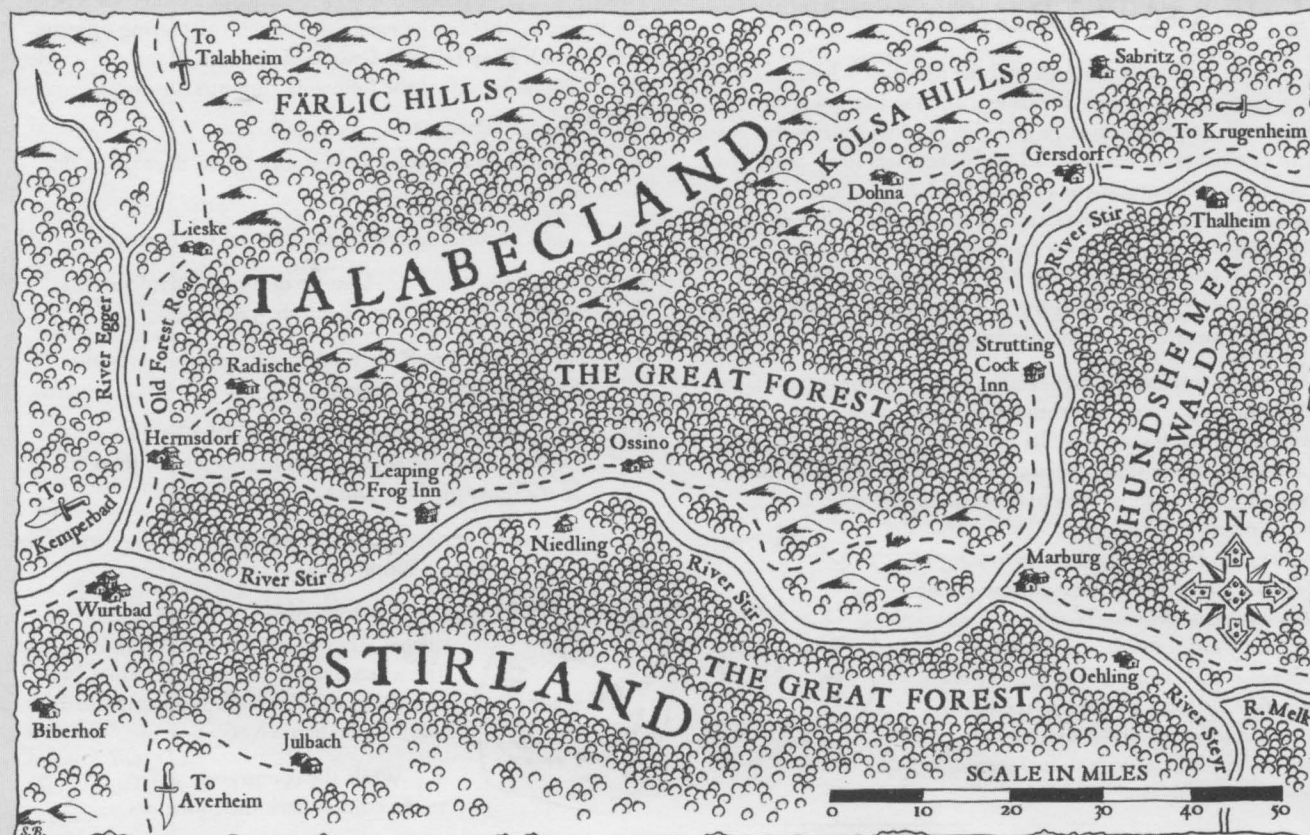 To
Talabheim
FÄRLIC HILLS
TALABECLAND
KÖLSA HILLS
Sabritz
To Krugenheim
Gersdorf
Dohna
Thalheim
River Stir
Lieske
Old Forest Road
River Egger
Radische
THE GREAT FOREST
Strutting
Cock
Inn
HUNDSHEIMER
WALD
Hermsdorf
Leaping
Frog Inn
Ossino
To
Kemperbad
Niedling
River Stir
River Stir
Marburg
N
Wurtbad
STIRLAND
THE GREAT FOREST
Oehling
River Steyr
R. Mell
Biberhof
Julbach
To
Averheim
SCALE IN MILES
0 10 20 30 40 50
S.B.